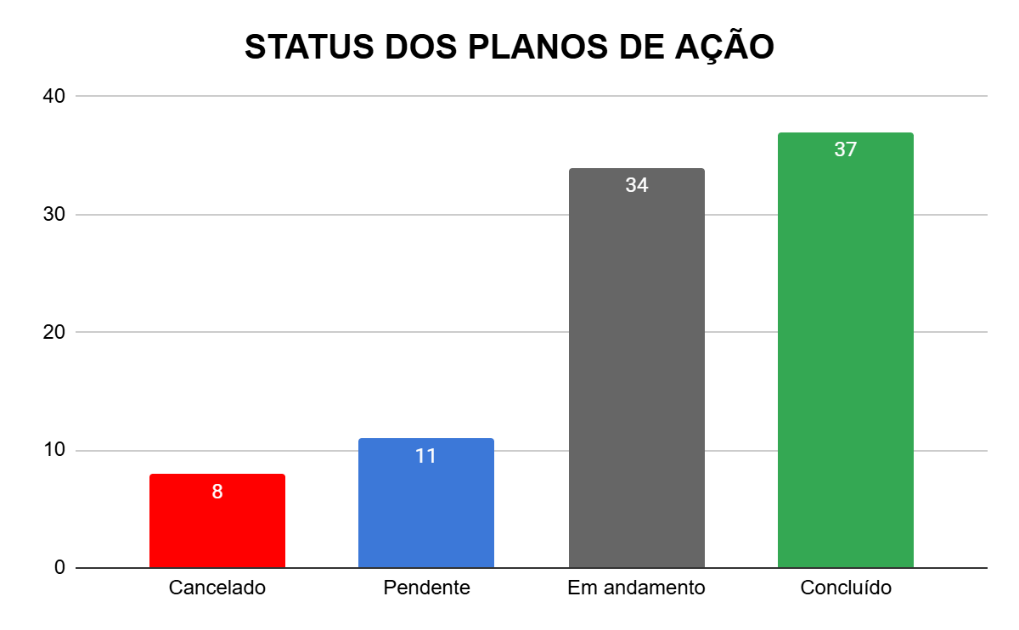 STATUS DOS PLANOS DE AÇÃO
40
30
20
10
0
8
11
34
37
Cancelado
Pendente
Em andamento
Concluído